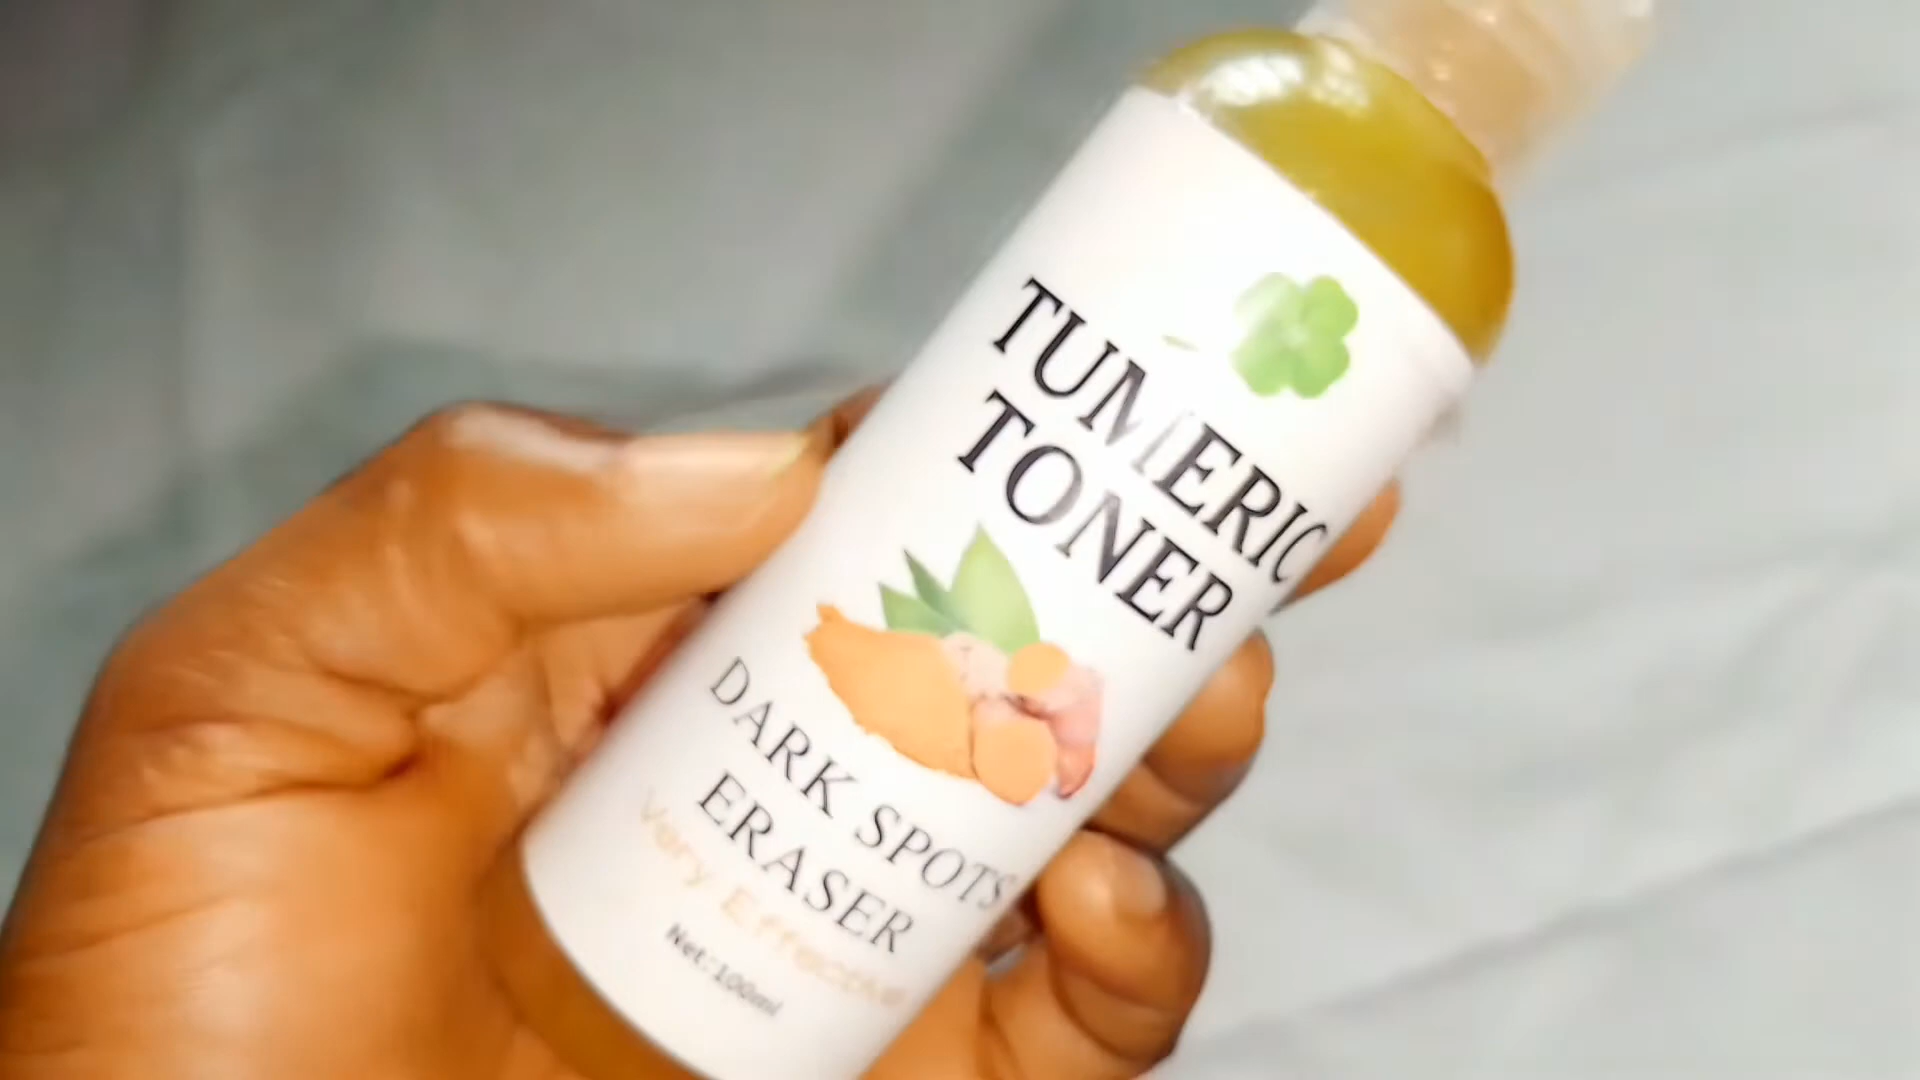 TUMERIC
TONER
DARK SPOTS
ERASER
Very Effective
Net:100ml